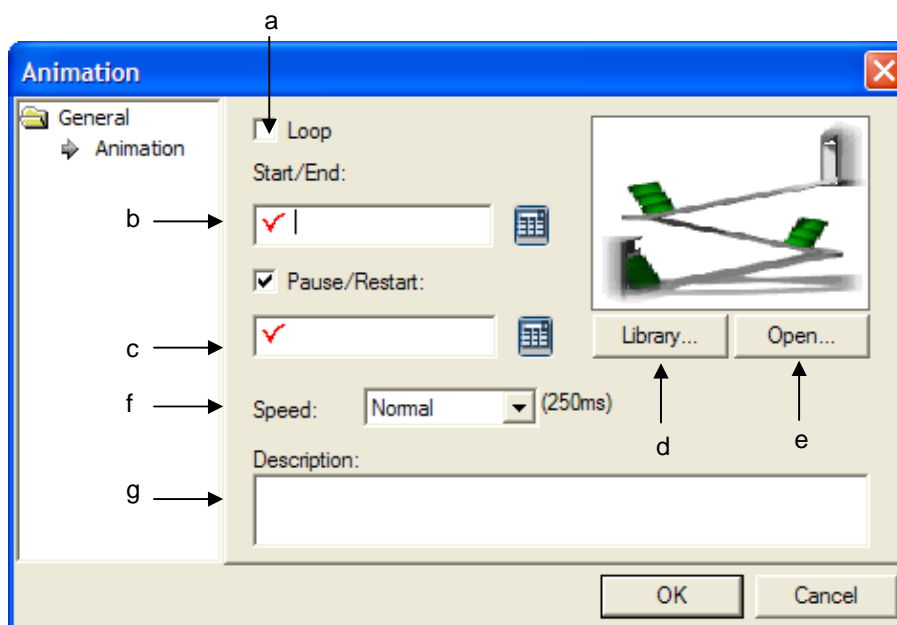 a
Animation
General
Animation
Loop
Start/End:
b
Pause/Restart:
c
Library...
Open...
f
Speed:
Normal
(250ms)
d
e
Description:
g
OK
Cancel